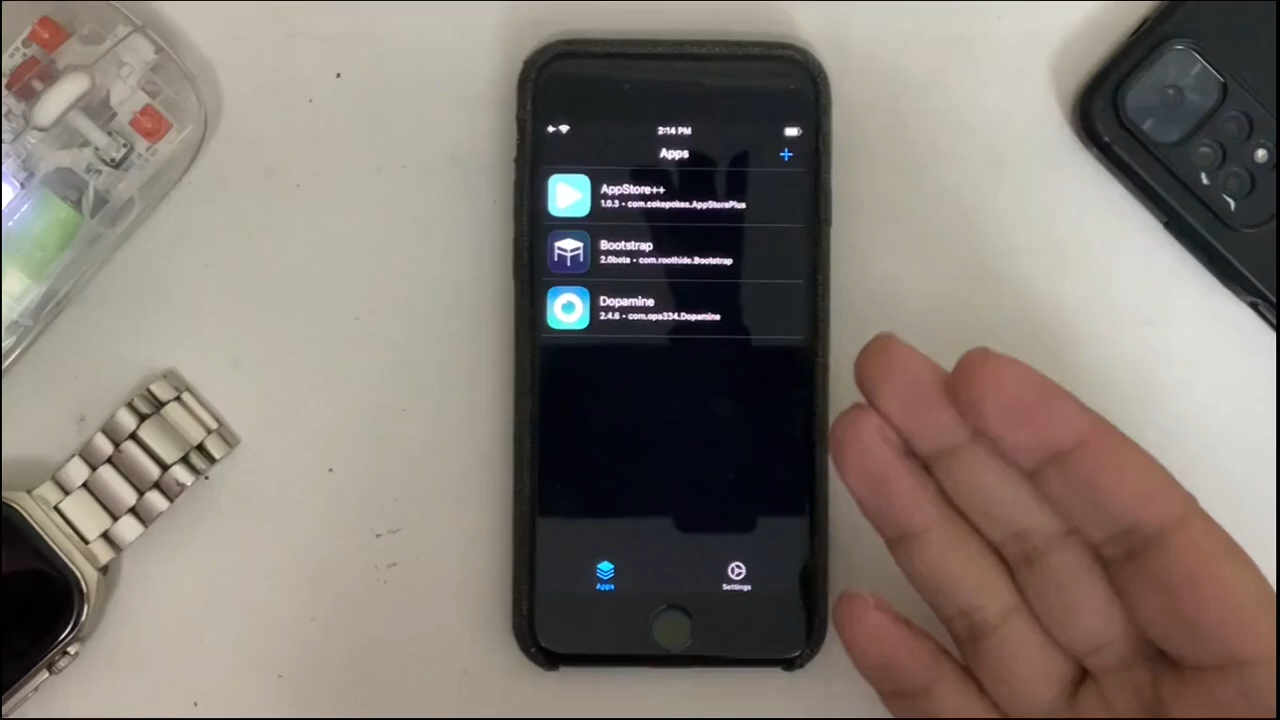 2:14 PM
Apps
+
AppStore++
1.0.3 • com.cokepokes.AppStorePlus
Bootstrap
2.0beta • com.roothide.Bootstrap
Dopamine
2.4.6 • com.opa334.Dopamine
Apps
Settings